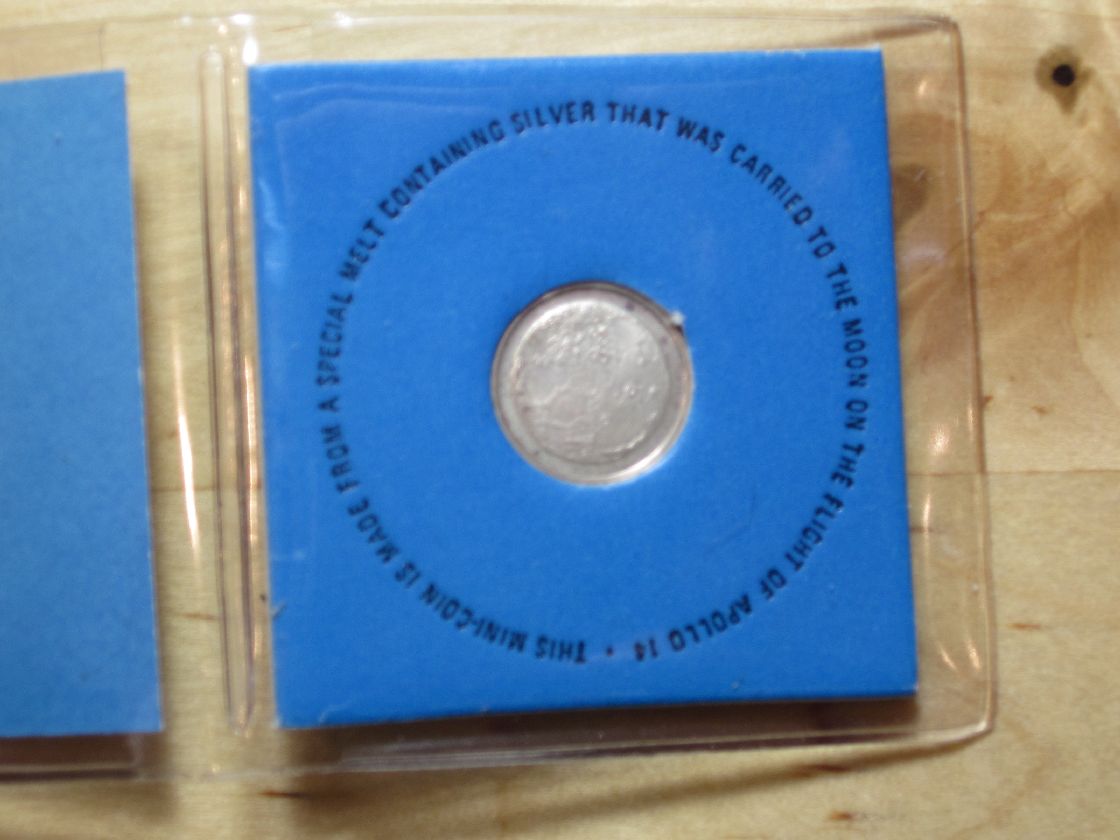 THIS MINI-COIN IS MADE FROM A SPECIAL MELT CONTAINING SILVER THAT WAS CARRIED TO THE MOON ON THE FLIGHT OF APOLLO 14 •